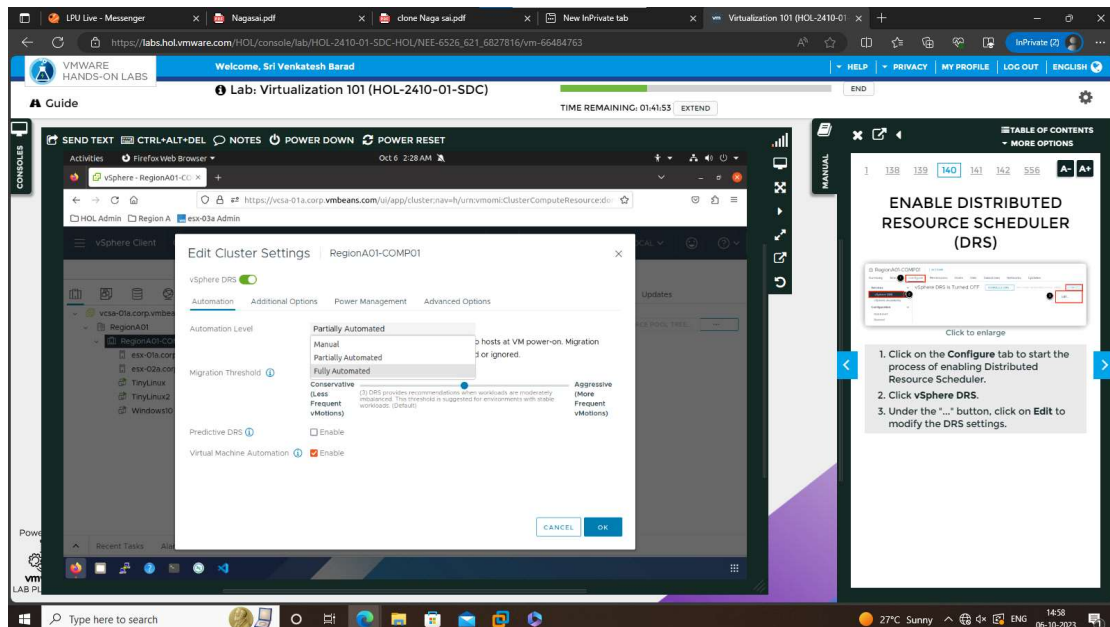 LPU Live - Messenger
Nagasai.pdf
clone Naga sai.pdf
New InPrivate tab
Virtualization 101 (HOL-2410-01
https://labs.hol.vmware.com/HOL/console/lab/HOL-2410-01-SDC-HOL/NEE-6526_621_6827816/vm-66484763
InPrivate (2)
VMWARE
HANDS-ON LABS
Welcome, Sri Venkatesh Barad
HELP
PRIVACY
MY PROFILE
LOG OUT
ENGLISH
Guide
Lab: Virtualization 101 (HOL-2410-01-SDC)
TIME REMAINING: 01:41:53
EXTEND
END
CONSOLES
SEND TEXT
CTRL+ALT+DEL
NOTES
POWER DOWN
POWER RESET
Activities
Firefox Web Browser
Oct 6 2:28 AM
vSphere - RegionA01-CO
https://vcsa-01a.corp.vmbeans.com/ui/app/cluster;nav=h/urn:vmomi:ClusterComputeResource:do
HOL Admin
Region A
esx-03a Admin
vSphere Client
OCAL
vcsa-01a.corp.vmbea
RegionA01
RegionA01-CO
esx-01a.corp
esx-02a.corp
TinyLinux
TinyLinux2
Windows10
Updates
Edit Cluster Settings
RegionA01-COMP01
vSphere DRS
Automation
Additional Options
Power Management
Advanced Options
Automation Level
Partially Automated
Manual
Partially Automated
Fully Automated
o hosts at VM power-on. Migration
d or ignored.
Migration Threshold
Conservative
(Less
Frequent
vMotions)
(3) DRS provides recommendations when workloads are moderately
imbalanced. This threshold is suggested for environments with stable
workloads. (Default)
Aggressive
(More
Frequent
vMotions)
Predictive DRS
Enable
Virtual Machine Automation
Enable
CANCEL
OK
Recent Tasks
Ala
MANUAL
TABLE OF CONTENTS
MORE OPTIONS
1 138 139 140 141 142 556
A- A+
ENABLE DISTRIBUTED
RESOURCE SCHEDULER
(DRS)
Click to enlarge
1. Click on the Configure tab to start the
process of enabling Distributed
Resource Scheduler.
2. Click vSphere DRS.
3. Under the "..." button, click on Edit to
modify the DRS settings.
Powe
vm
LAB PL
Type here to search
27°C Sunny
ENG
14:58
06-10-2023